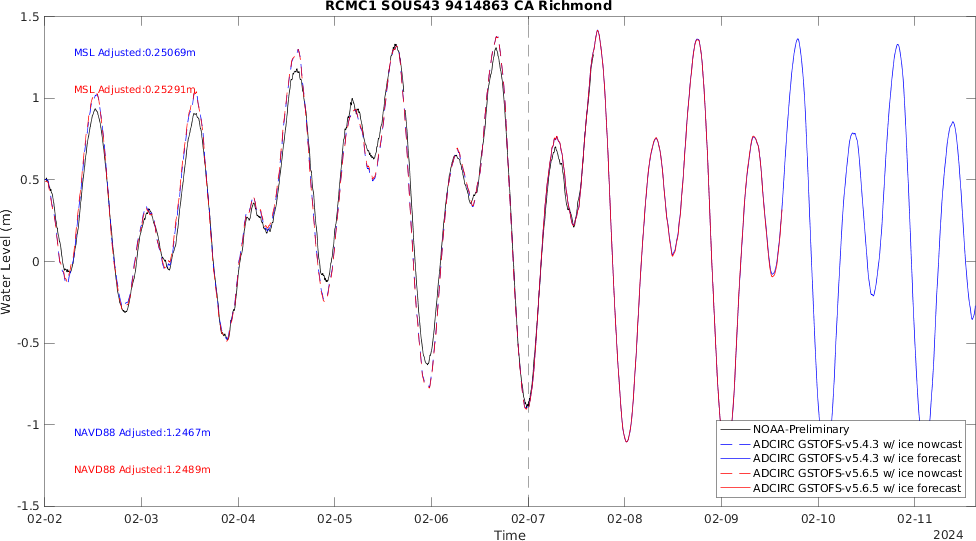 RCMC1 SOUS43 9414863 CA Richmond
1.5
MSL Adjusted:0.25069m
1
MSL Adjusted:0.25291m
0.5
0
Water Level (m)
-0.5
-1
NAVD88 Adjusted:1.2467m
NAVD88 Adjusted:1.2489m
-1.5
NOAA-Preliminary
ADCIRC GSTOFS-v5.4.3 w/ ice nowcast
ADCIRC GSTOFS-v5.4.3 w/ ice forecast
ADCIRC GSTOFS-v5.6.5 w/ ice nowcast
ADCIRC GSTOFS-v5.6.5 w/ ice forecast
02-02 02-03 02-04 02-05 02-06 02-07 02-08 02-09 02-10 02-11
Time
2024